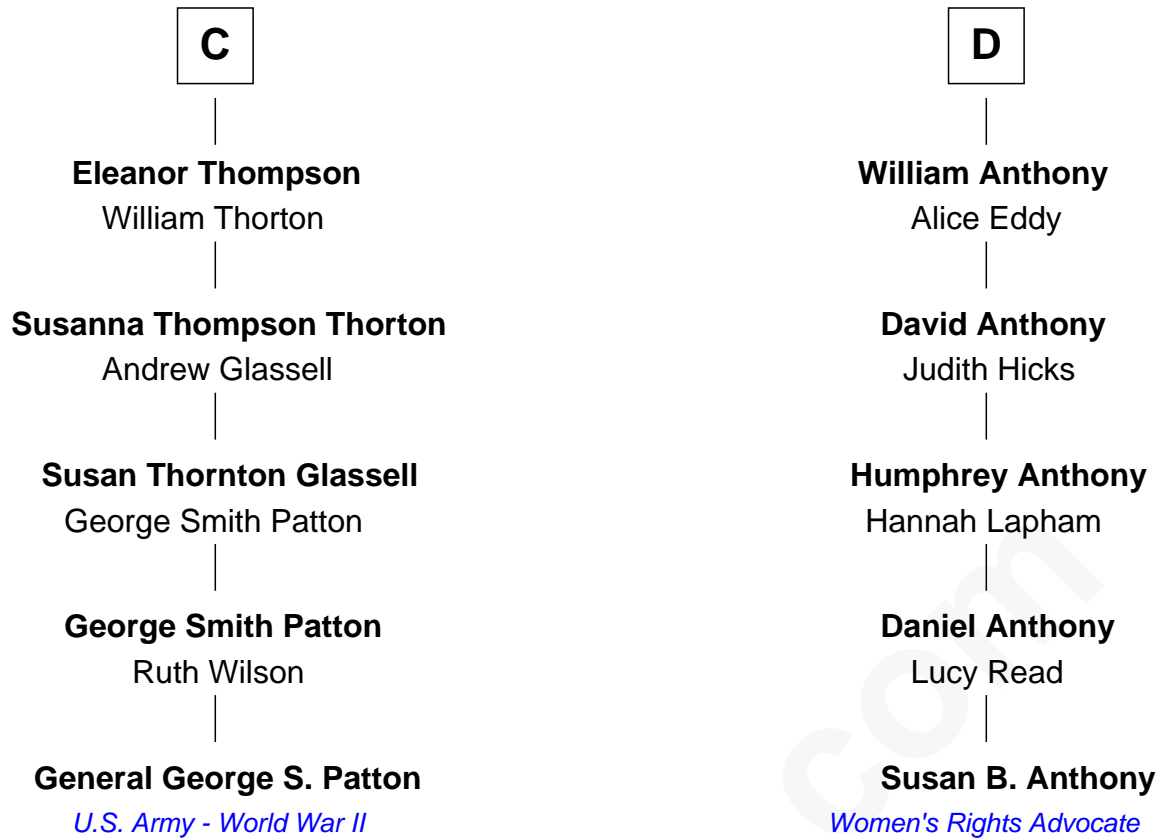 C
Eleanor Thompson
William Thorton
Susanna Thompson Thorton
Andrew Glassell
Susan Thornton Glassell
George Smith Patton
George Smith Patton
Ruth Wilson
General George S. Patton
U.S. Army - World War II
D
William Anthony
Alice Eddy
David Anthony
Judith Hicks
Humphrey Anthony
Hannah Lapham
Daniel Anthony
Lucy Read
Susan B. Anthony
Women's Rights Advocate
com